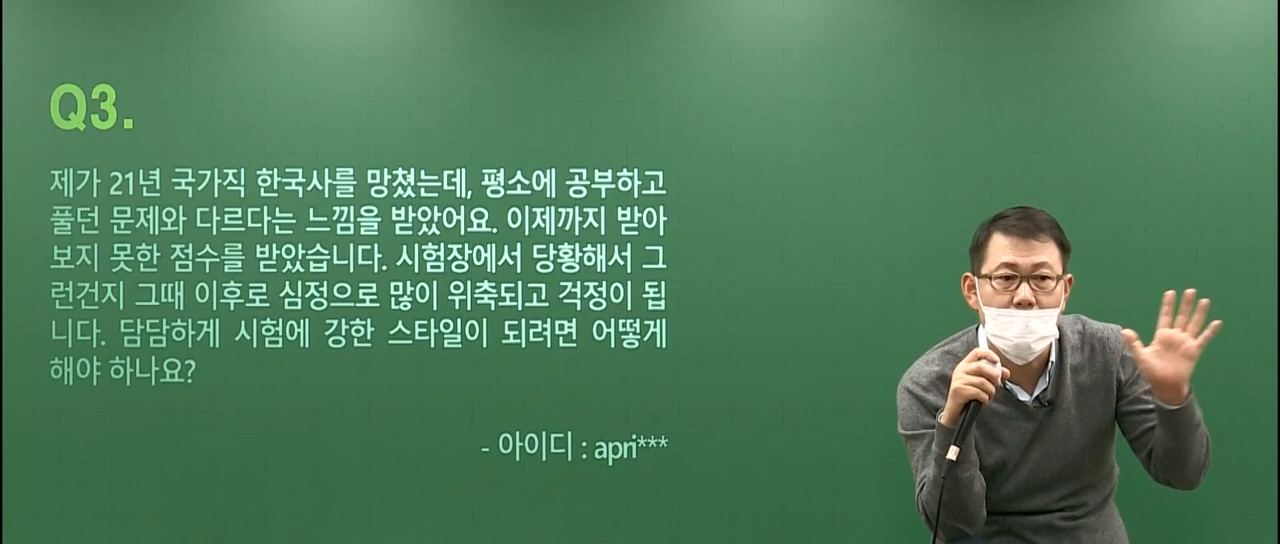 Q3.
제가 21년 국가직 한국사를 망쳤는데, 평소에 공부하고
풀던 문제와 다르다는 느낌을 받았어요. 이제까지 받아
보지 못한 점수를 받았습니다. 시험장에서 당황해서 그
런건지 그때 이후로 심정으로 많이 위축되고 걱정이 됩
니다. 담담하게 시험에 강한 스타일이 되려면 어떻게
해야 하나요?
- 아이디 : apri***